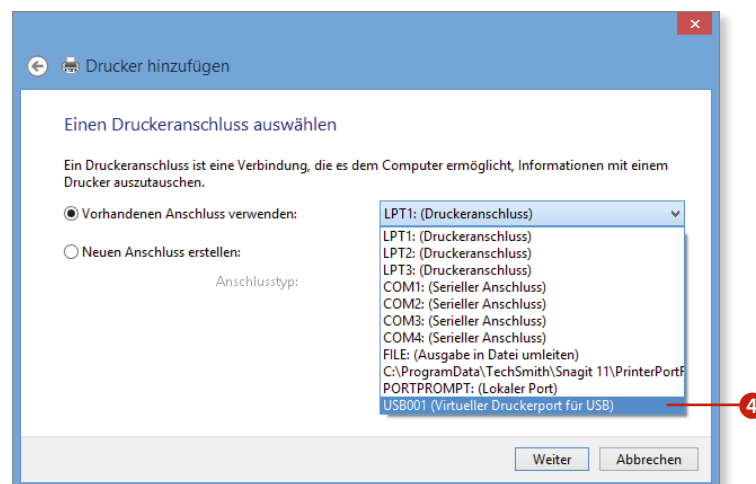 Drucker hinzufügen
Einen Druckeranschluss auswählen
Ein Druckeranschluss ist eine Verbindung, die es dem Computer ermöglicht, Informationen mit einem
Drucker auszutauschen.
Vorhandenen Anschluss verwenden:
LPT1: (Druckeranschluss)
Neuen Anschluss erstellen:
Anschlusstyp:
LPT1: (Druckeranschluss)
LPT2: (Druckeranschluss)
LPT3: (Druckeranschluss)
COM1: (Serieller Anschluss)
COM2: (Serieller Anschluss)
COM3: (Serieller Anschluss)
COM4: (Serieller Anschluss)
FILE: (Ausgabe in Datei umleiten)
C:\ProgramData\TechSmith\Snagit 11\PrinterPortF
PORTPROMPT: (Lokaler Port)
USB001 (Virtueller Druckerport für USB)
4
Weiter
Abbrechen